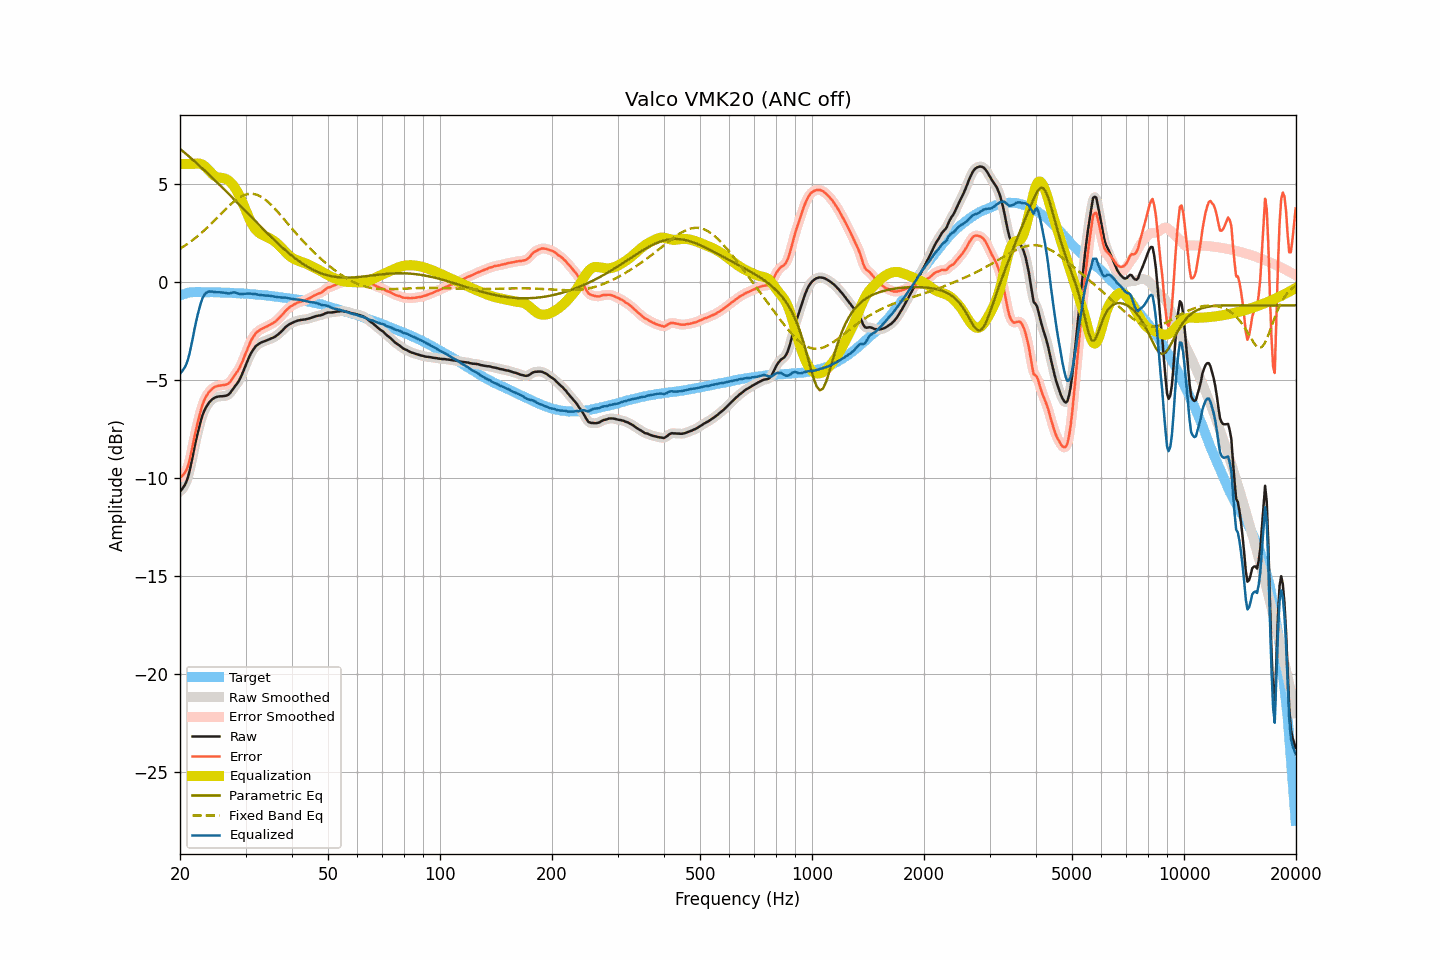 Valco VMK20 (ANC off)
5
0
−5
−10
−15
−20
−25
Amplitude (dBr)
Target
Raw Smoothed
Error Smoothed
Raw
Error
Equalization
Parametric Eq
Fixed Band Eq
Equalized
20 50 100 200 500 1000 2000 5000 10000 20000
Frequency (Hz)